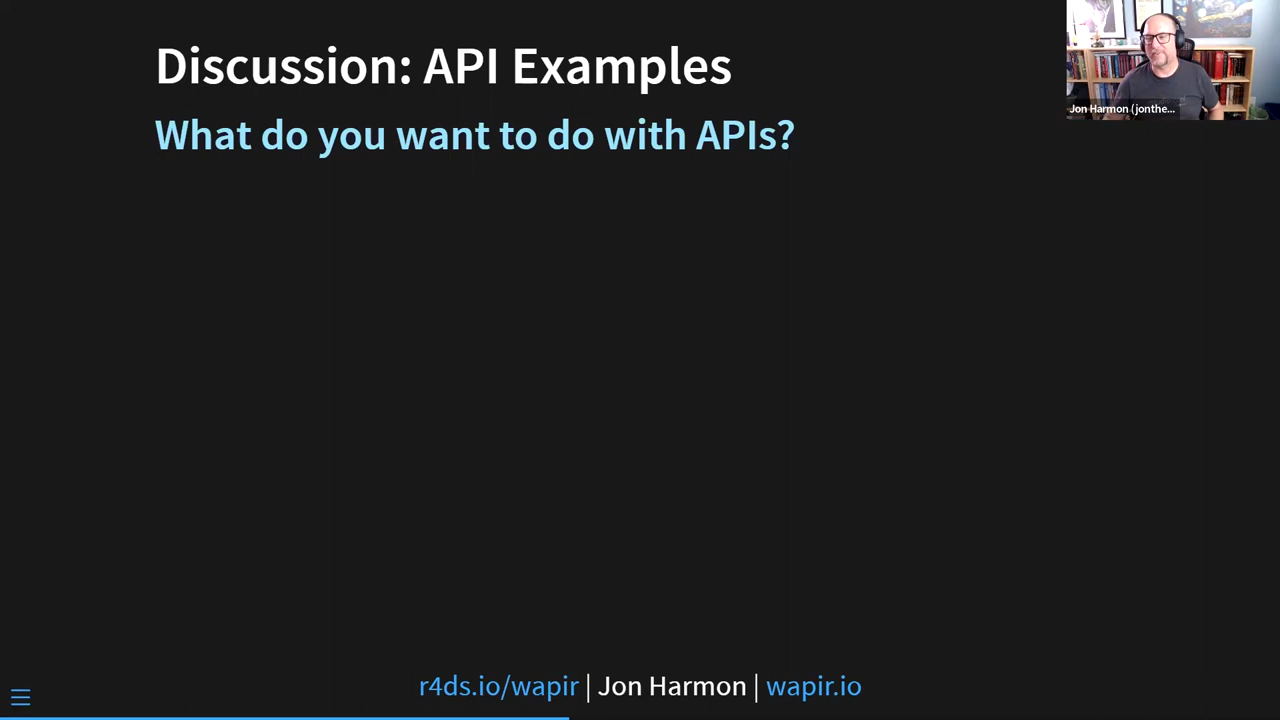 Discussion: API Examples
What do you want to do with APIs?
Jon Harmon (jonthe...
r4ds.io/wapir | Jon Harmon | wapir.io